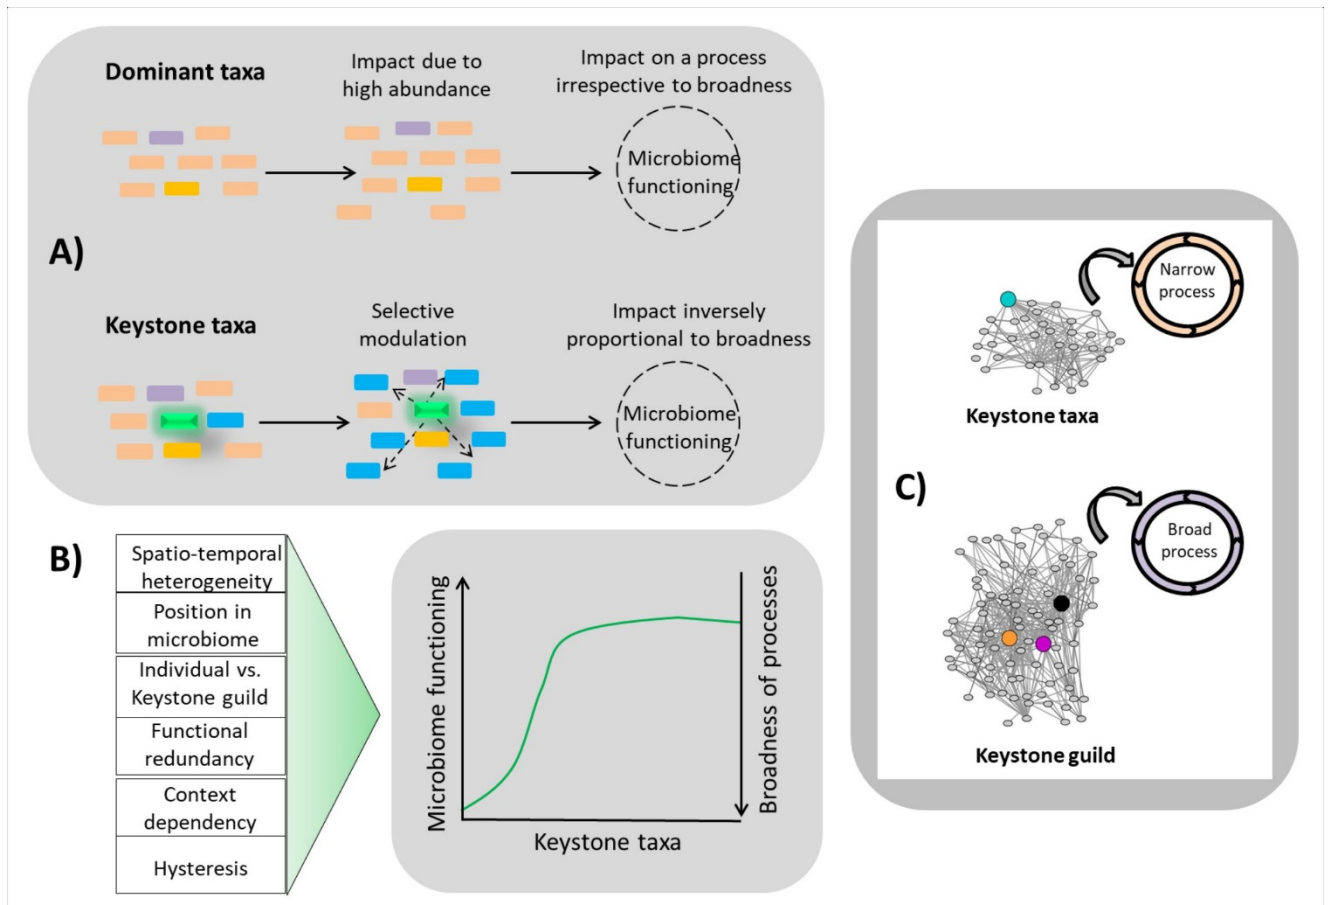 Dominant taxa
Impact due to
high abundance
Impact on a process
irrespective to broadness
Microbiome
functioning
A)
Keystone taxa
Selective
modulation
Impact inversely
proportional to broadness
Microbiome
functioning
B)
Spatio-temporal
heterogeneity
Position in
microbiome
Individual vs.
Keystone guild
Functional
redundancy
Context
dependency
Hysteresis
Microbiome functioning
Keystone taxa
Broadness of processes
C)
Narrow
process
Keystone taxa
Broad
process
Keystone guild